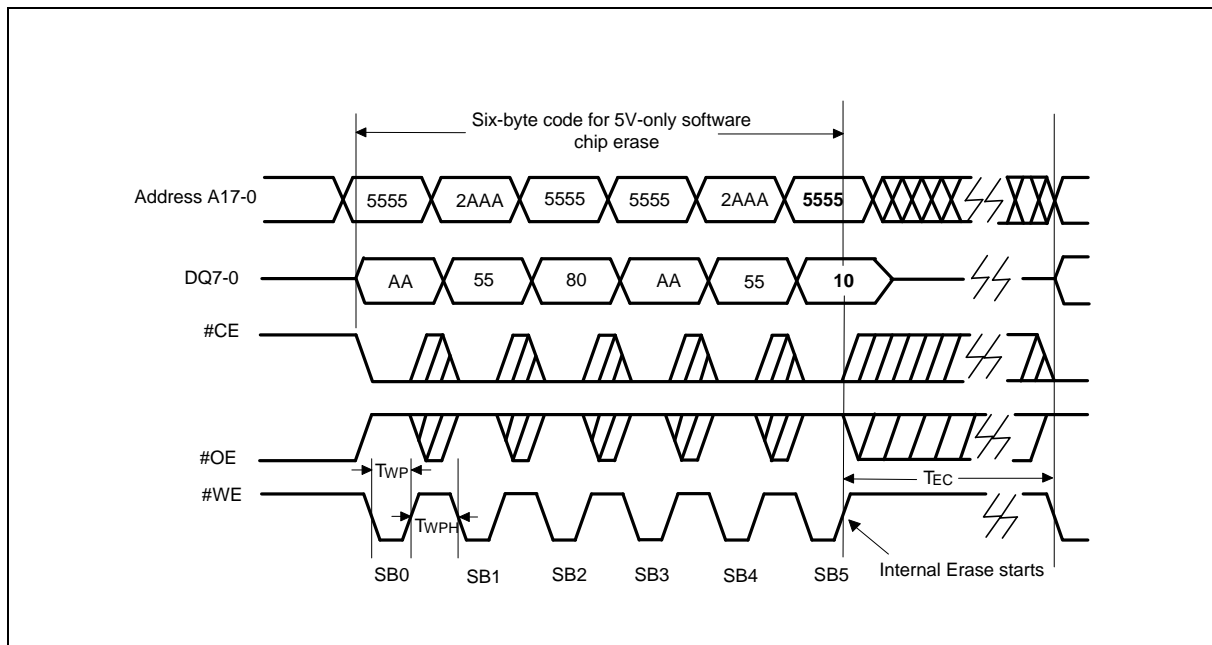 Six-byte code for 5V-only software
chip erase
Address A17-0
5555 2AAA 5555 5555 2AAA 5555
DQ7-0
AA 55 80 AA 55 10
#CE
#OE
TWP
TEC
#WE
TWPH
SB0 SB1 SB2 SB3 SB4 SB5
Internal Erase starts